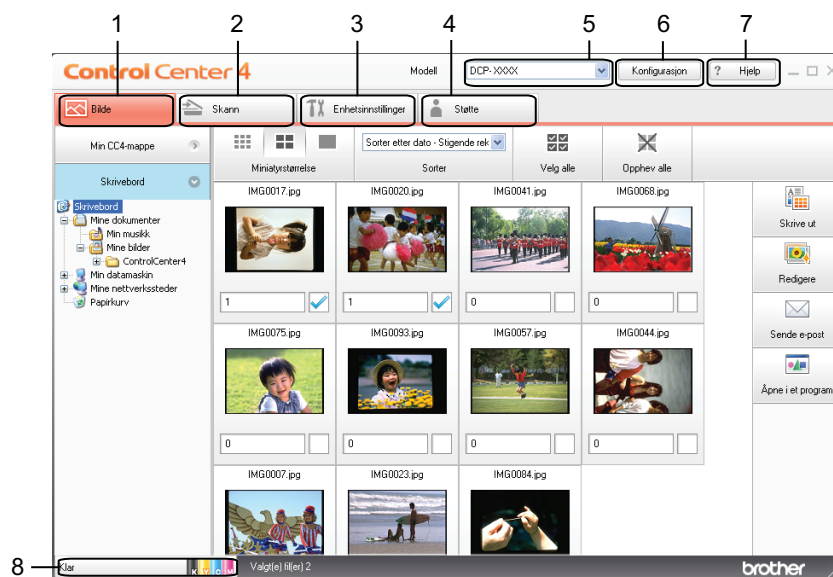 1 2 3 4 5 6 7
Control Center 4 Modell DCP-XXXX Konfigurasjon ? Hjelp
Bilde Skann Enhetsinnstillinger Støtte
Min CC4-mappe
Skrivebord
Miniatyrstørrelse Sorter etter dato - Stigende rek Sorter Velg alle Opphev alle
Skrivebord
Mine dokumenter
Min musikk
Mine bilder
ControlCenter4
Min datamaskin
Mine nettverkssteder
Papirkurv
IMG0017.jpg IMG0020.jpg IMG0041.jpg IMG0068.jpg
1 1 0 0
IMG0075.jpg IMG0093.jpg IMG0057.jpg IMG0044.jpg
0 0 0 0
IMG0007.jpg IMG0023.jpg IMG0084.jpg
Skrive ut
Redigere
Sende e-post
Åpne i et program
8 Klar K Y C M Valgt(e) fil(er) 2 brother